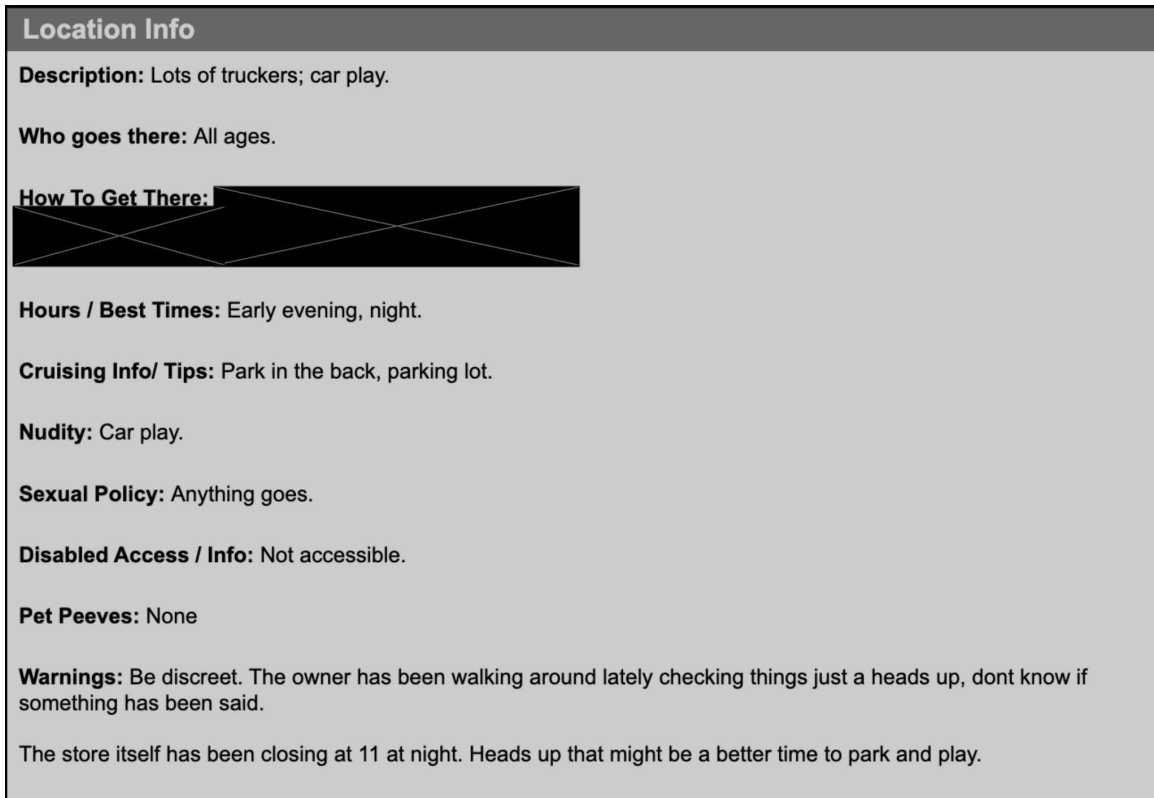 Location Info
Description: Lots of truckers; car play.
Who goes there: All ages.
How To Get There:
Hours / Best Times: Early evening, night.
Cruising Info/ Tips: Park in the back, parking lot.
Nudity: Car play.
Sexual Policy: Anything goes.
Disabled Access / Info: Not accessible.
Pet Peeves: None
Warnings: Be discreet. The owner has been walking around lately checking things just a heads up, dont know if
something has been said.
The store itself has been closing at 11 at night. Heads up that might be a better time to park and play.